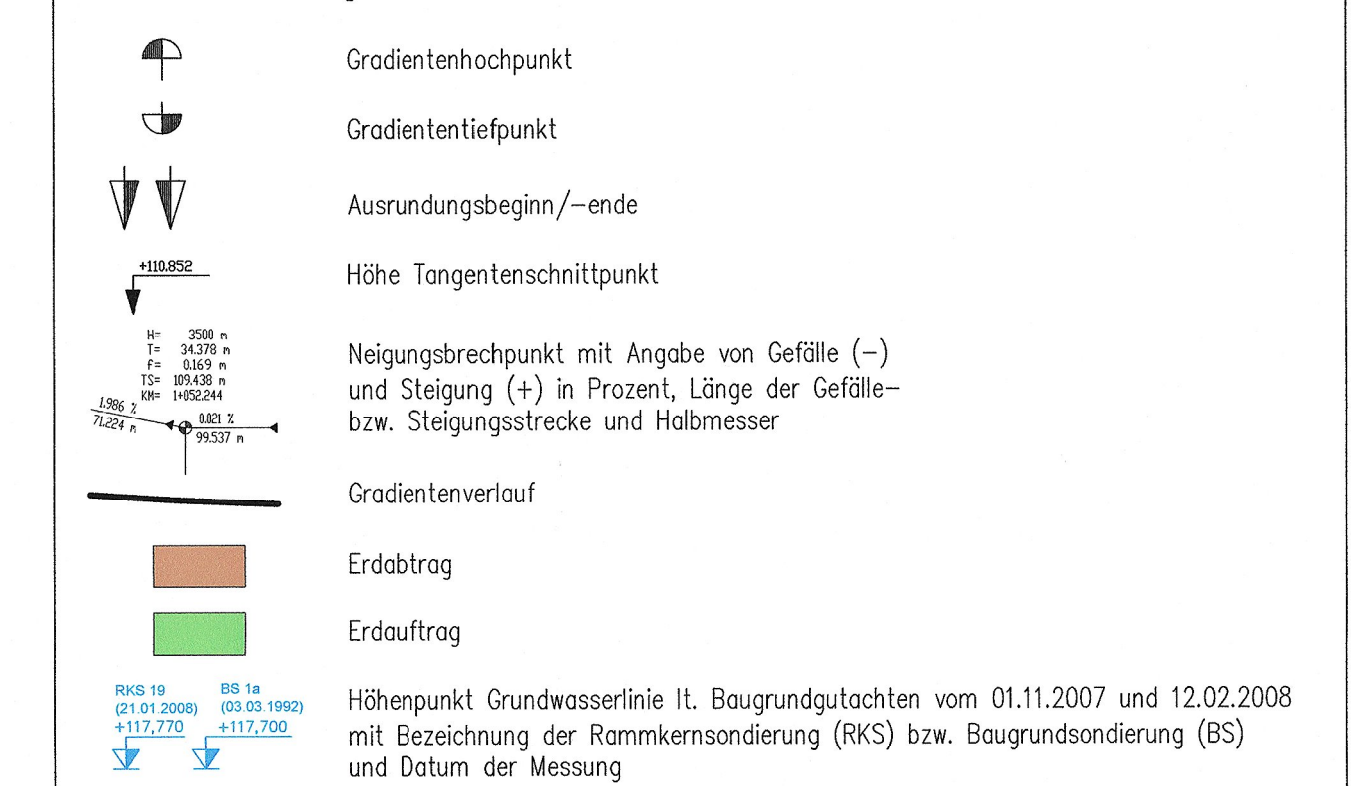 Gradientenhochpunkt
Gradiententiefpunkt
Ausrundungsbeginn/-ende
+110.852
Höhe Tangentenschnittpunkt
H= 3500 m
T= 34.378 m
f= 0.169 m
TS= 109.438 m
KM= 1+052.244
1.986 %
71.224 m
0.021 %
99.537 m
Neigungsbrechpunkt mit Angabe von Gefälle (-)
und Steigung (+) in Prozent, Länge der Gefälle-
bzw. Steigungsstrecke und Halbmesser
Gradientenverlauf
Erdabtrag
Erdauftrag
RKS 19
(21.01.2008)
+117,770
BS 1a
(03.03.1992)
+117,700
Höhenpunkt Grundwasserlinie lt. Baugrundgutachten vom 01.11.2007 und 12.02.2008
mit Bezeichnung der Rammkernsondierung (RKS) bzw. Baugrundsondierung (BS)
und Datum der Messung